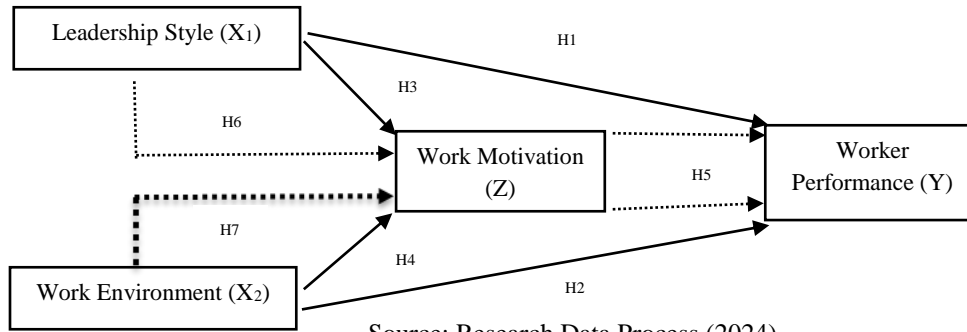 Leadership Style (X1)
H1
H3
H6
Work Motivation
(Z)
Worker
Performance (Y)
H5
H7
H4
Work Environment (X2)
H2
Source: Research Data Process (2024)